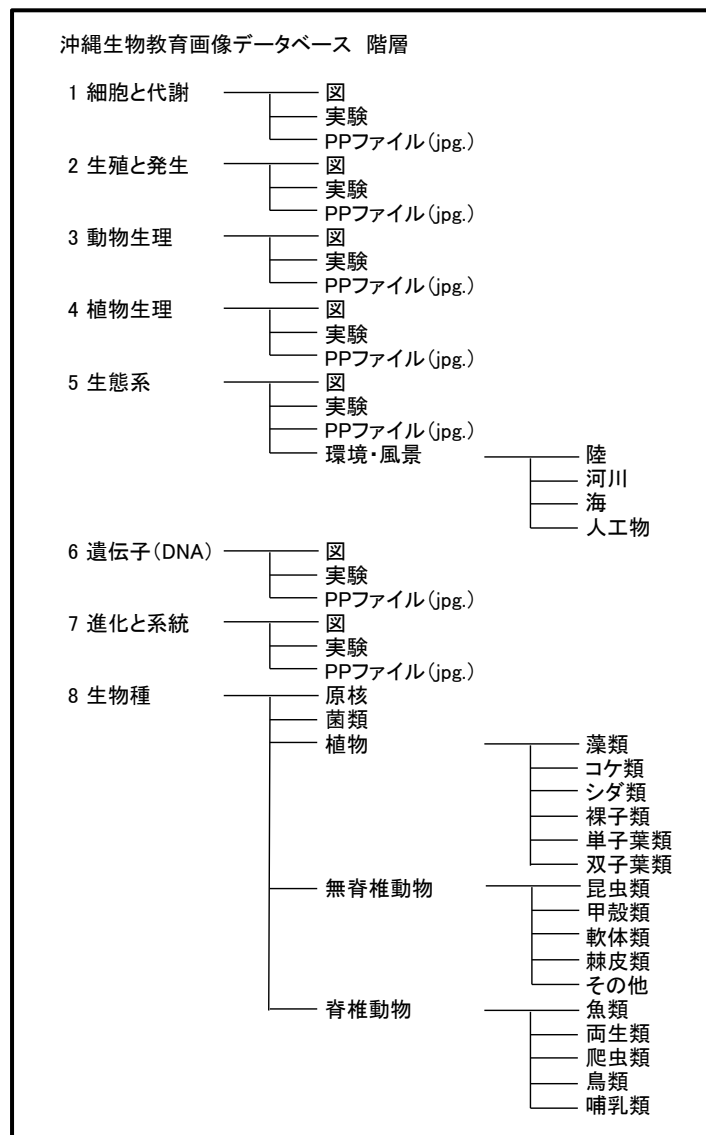 沖縄生物教育画像データベース 階層
1 細胞と代謝 図
実験
PPファイル(jpg.)
2 生殖と発生 図
実験
PPファイル(jpg.)
3 動物生理 図
実験
PPファイル(jpg.)
4 植物生理 図
実験
PPファイル(jpg.)
5 生態系 図
実験
PPファイル(jpg.)
環境・風景 陸
河川
海
人工物
6 遺伝子(DNA) 図
実験
PPファイル(jpg.)
7 進化と系統 図
実験
PPファイル(jpg.)
8 生物種 原核
菌類
植物 藻類
コケ類
シダ類
裸子類
単子葉類
双子葉類
無脊椎動物 昆虫類
甲殻類
軟体類
棘皮類
その他
脊椎動物 魚類
両生類
爬虫類
鳥類
哺乳類